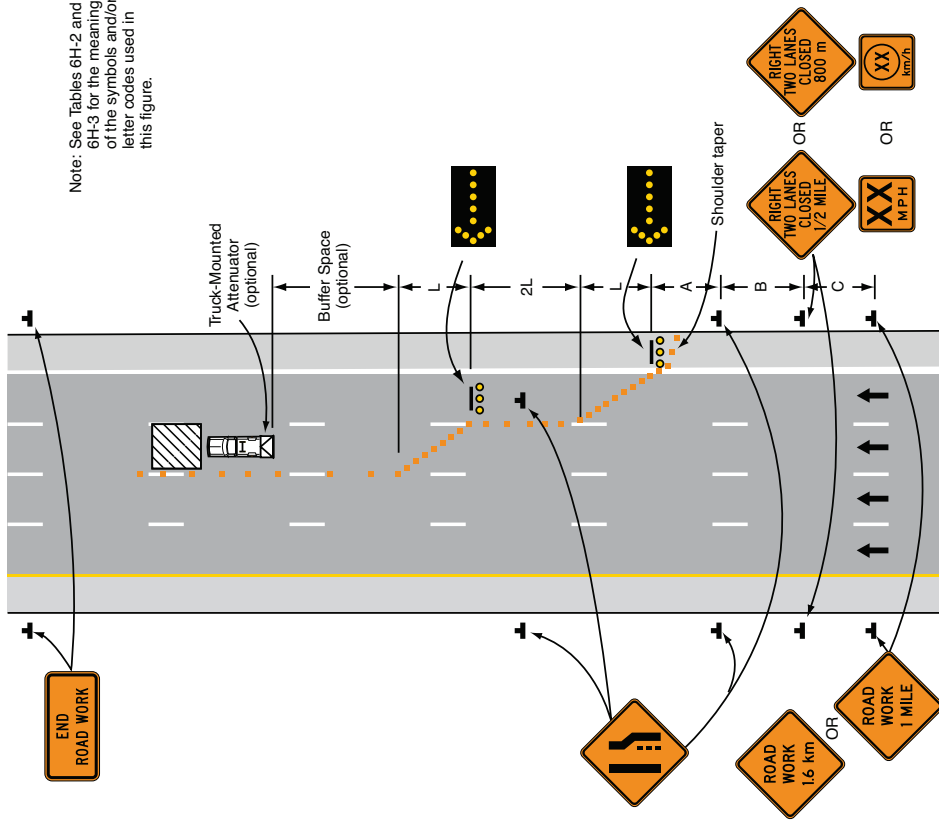 Note: See Tables 6H-2 and
6H-3 for the meaning
of the symbols and/or
letter codes used in
this figure.
END
ROAD WORK
Truck-Mounted
Attenuator
(optional)
Buffer Space
(optional)
L
2L
L
A
B
C
Shoulder taper
RIGHT
TWO LANES
CLOSED
1/2 MILE
OR
RIGHT
TWO LANES
CLOSED
800 m
XX
MPH
OR
XX
km/h
ROAD
WORK
1.6 km
OR
ROAD
WORK
1 MILE